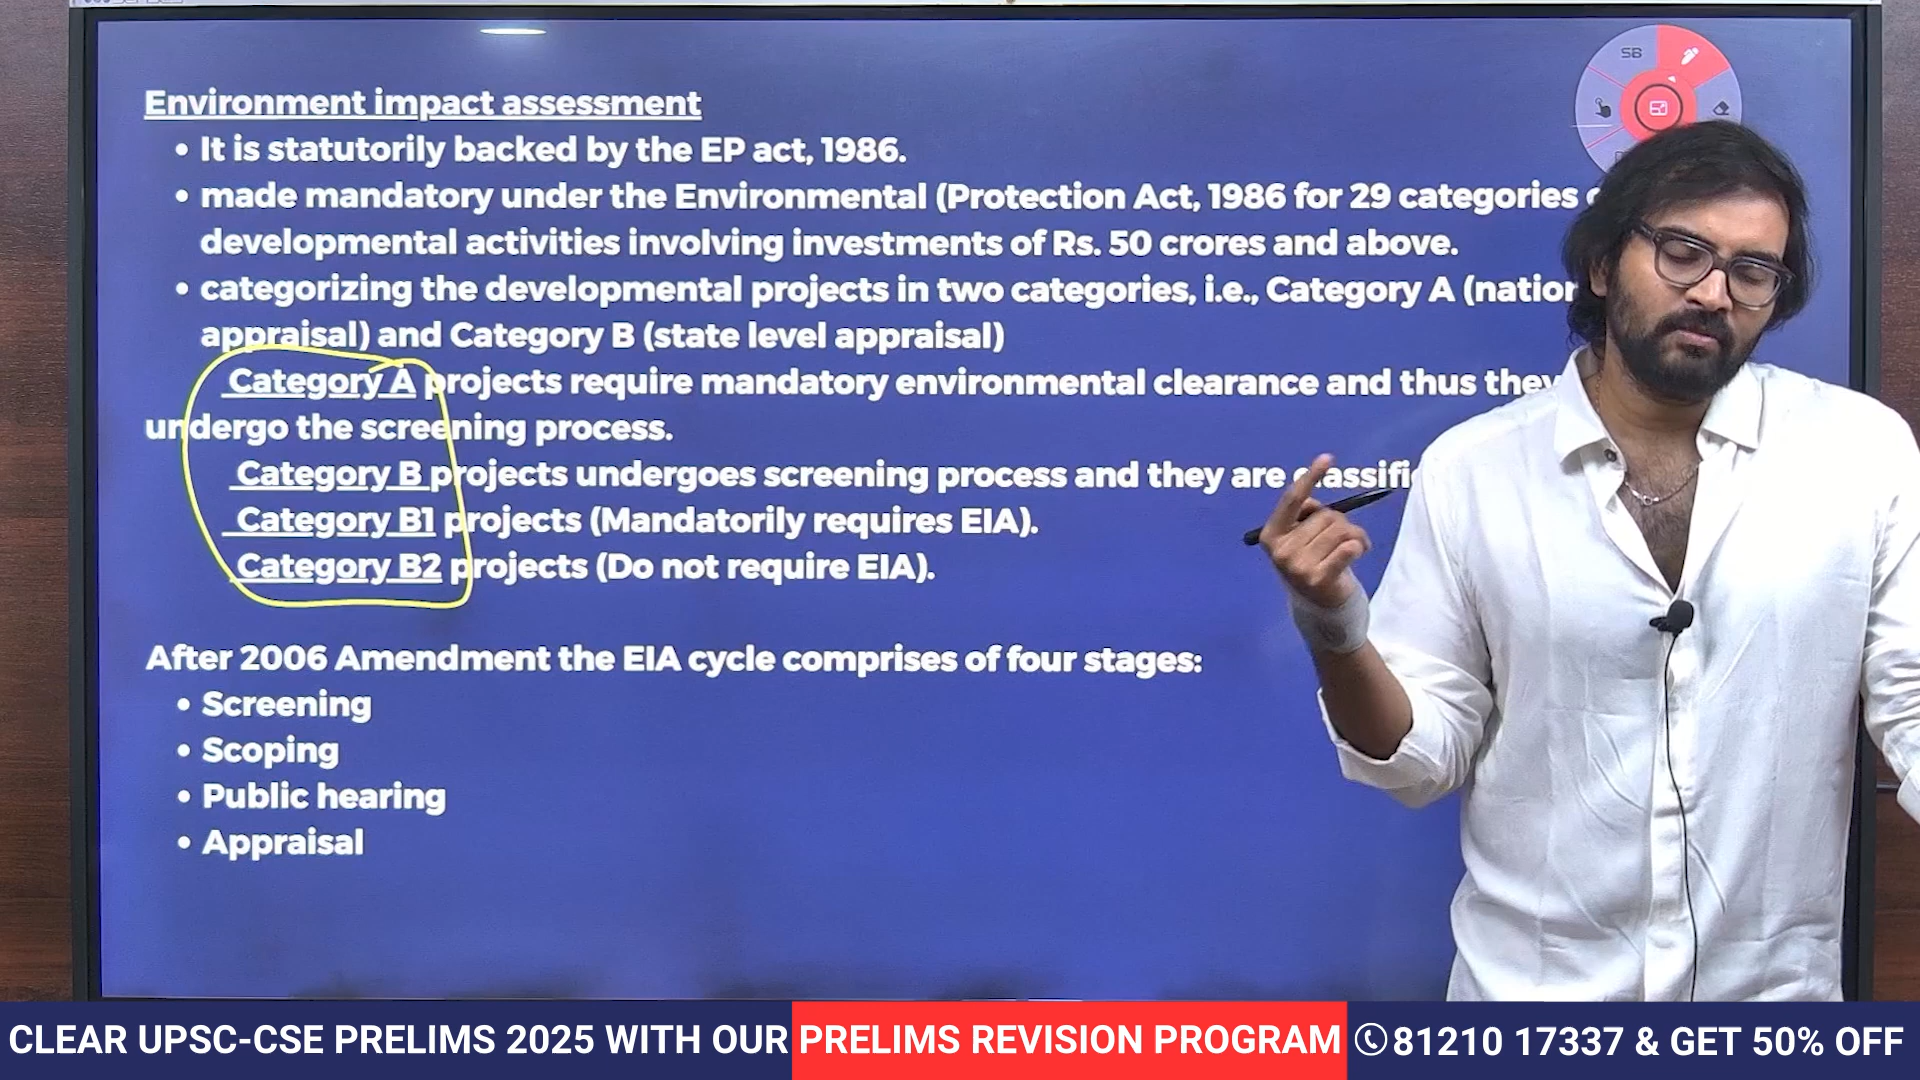 Environment impact assessment
• It is statutorily backed by the EP act, 1986.
• made mandatory under the Environmental (Protection Act, 1986 for 29 categories
developmental activities involving investments of Rs. 50 crores and above.
• categorizing the developmental projects in two categories, i.e., Category A
appraisal) and Category B (state level appraisal)
Category A projects require mandatory environmental clearance and thus they
undergo the screening process.
Category B projects undergoes screening process and they are
Category B1 projects (Mandatorily requires EIA).
Category B2 projects (Do not require EIA).
After 2006 Amendment the EIA cycle comprises of four stages:
• Screening
• Scoping
• Public hearing
• Appraisal
SB
CLEAR UPSC-CSE PRELIMS 2025 WITH OUR PRELIMS REVISION PROGRAM 81210 17337 & GET 50% OFF